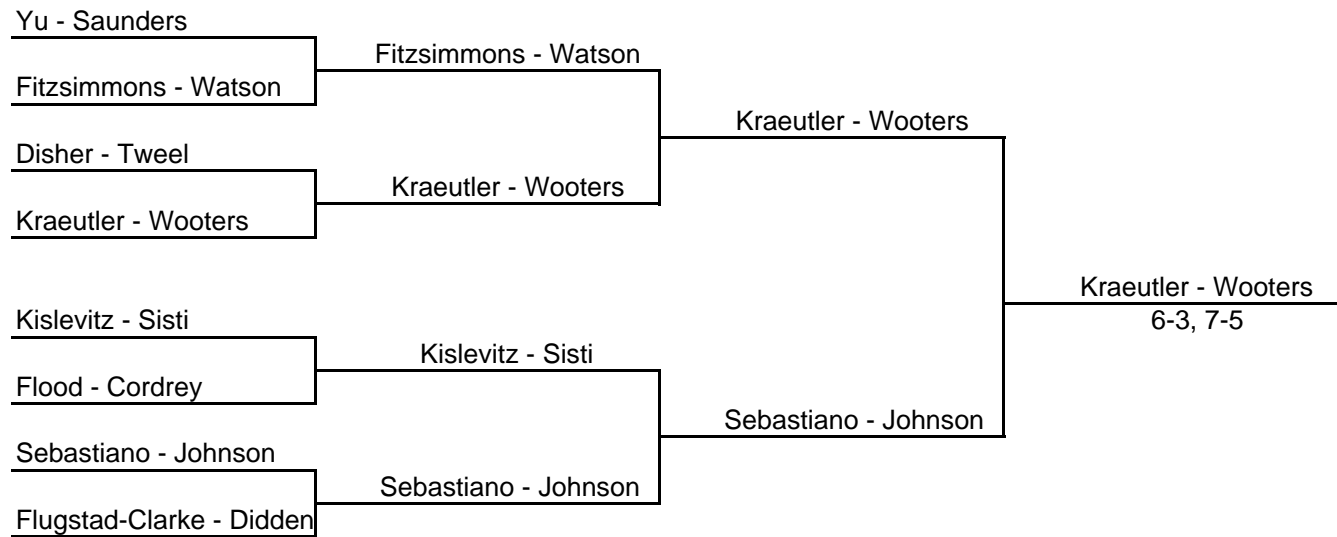 Yu - Saunders
Fitzsimmons - Watson
Fitzsimmons - Watson
Kraeutler - Wooters
Disher - Tweel
Kraeutler - Wooters
Kraeutler - Wooters
Kraeutler - Wooters
6-3, 7-5
Kislevitz - Sisti
Kislevitz - Sisti
Flood - Cordrey
Sebastiano - Johnson
Sebastiano - Johnson
Sebastiano - Johnson
Flugstad-Clarke - Didden